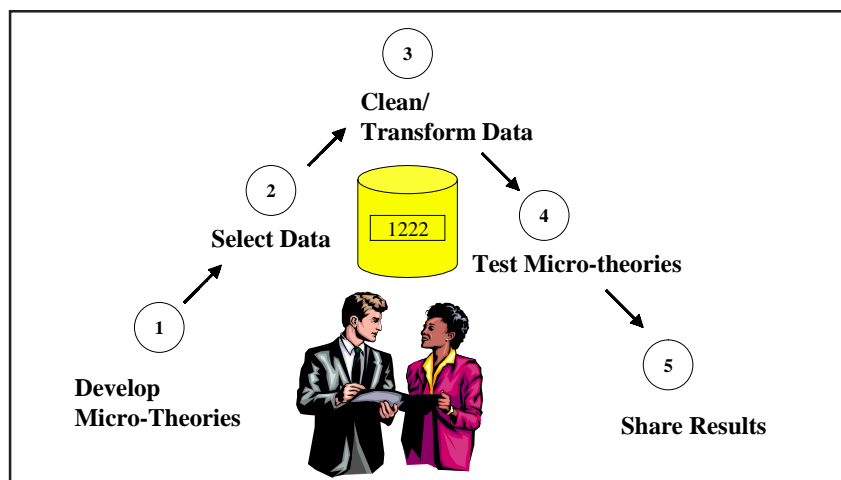 1
Develop
Micro-Theories
2
Select Data
3
Clean/
Transform Data
1222
4
Test Micro-theories
5
Share Results